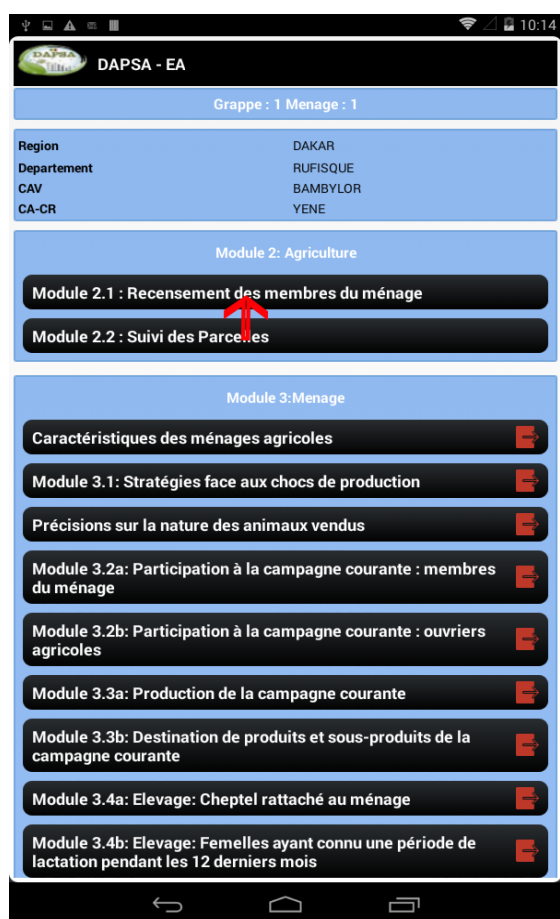 10:14
DAPSA
DAPSA - EA
Grappe : 1 Menage : 1
Region DAKAR
Departement RUFISQUE
CAV BAMBYLOR
CA-CR YENE
Module 2: Agriculture
Module 2.1 : Recensement des membres du ménage
Module 2.2 : Suivi des Parcelles
Module 3:Menage
Caractéristiques des ménages agricoles
Module 3.1: Stratégies face aux chocs de production
Précisions sur la nature des animaux vendus
Module 3.2a: Participation à la campagne courante : membres
du ménage
Module 3.2b: Participation à la campagne courante : ouvriers
agricoles
Module 3.3a: Production de la campagne courante
Module 3.3b: Destination de produits et sous-produits de la
campagne courante
Module 3.4a: Elevage: Cheptel rattaché au ménage
Module 3.4b: Elevage: Femelles ayant connu une période de
lactation pendant les 12 derniers mois